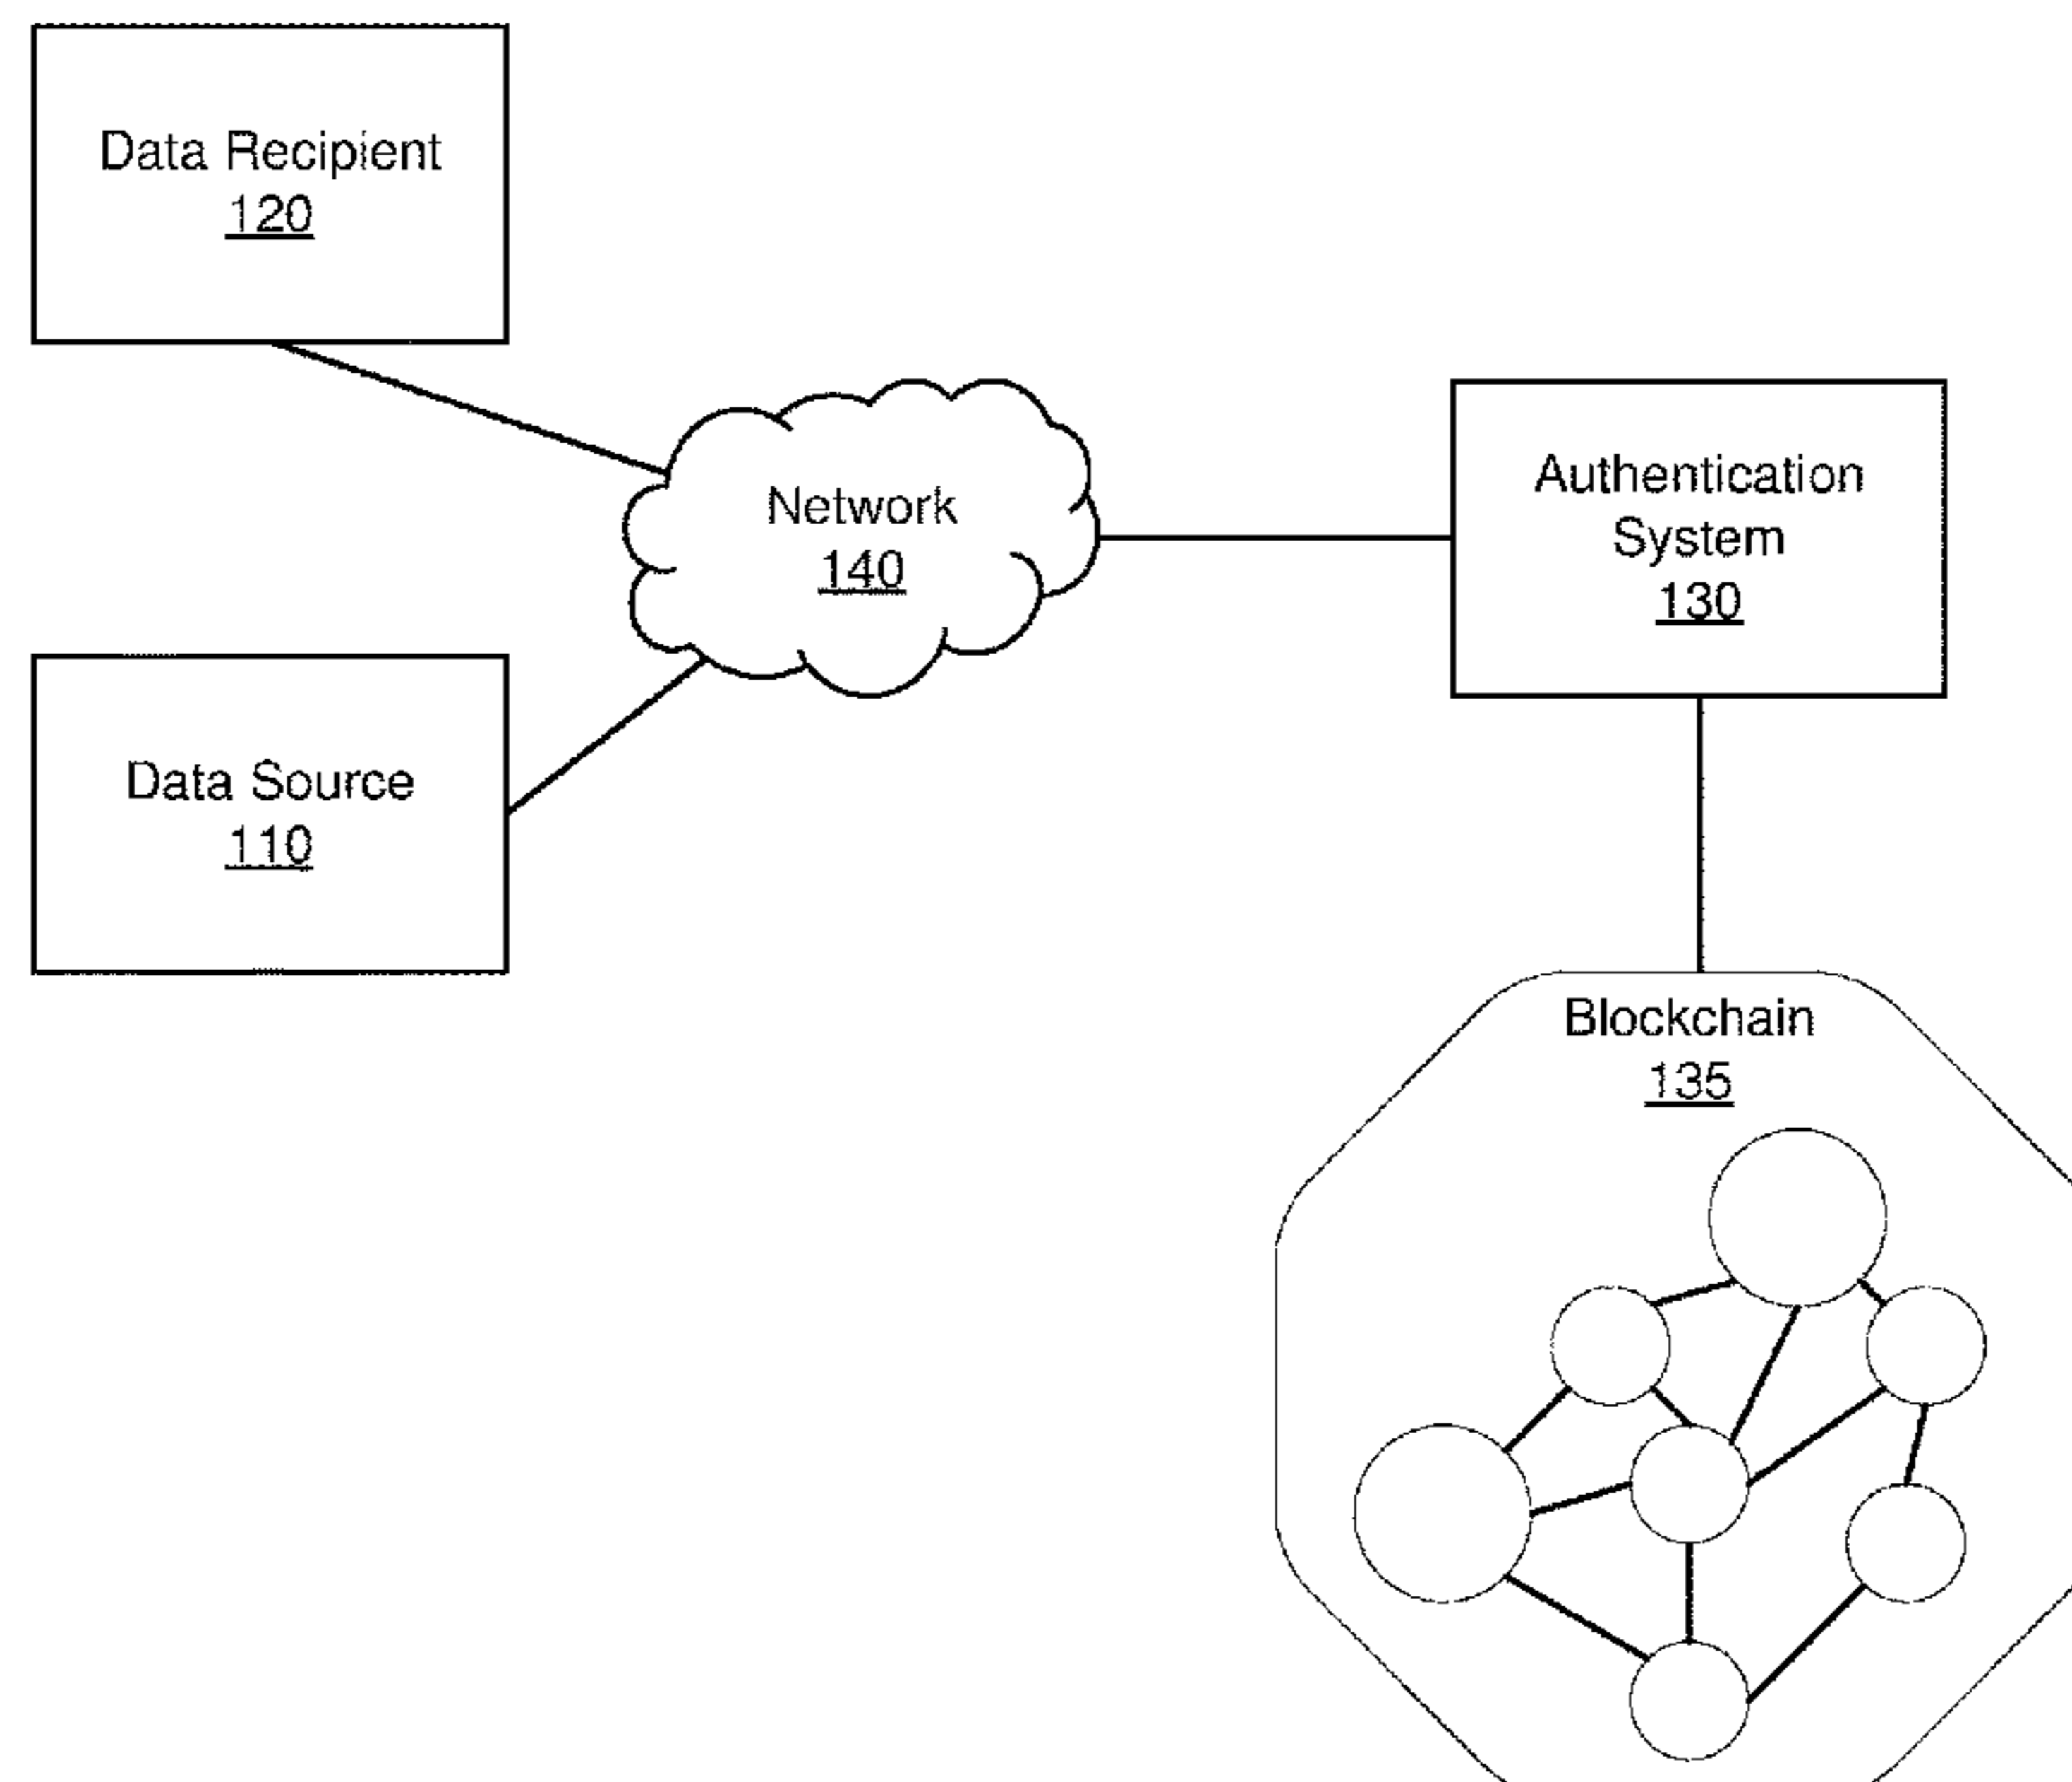 Data Recipient
120
Network
140
Authentication
System
130
Data Source
110
Blockchain
135